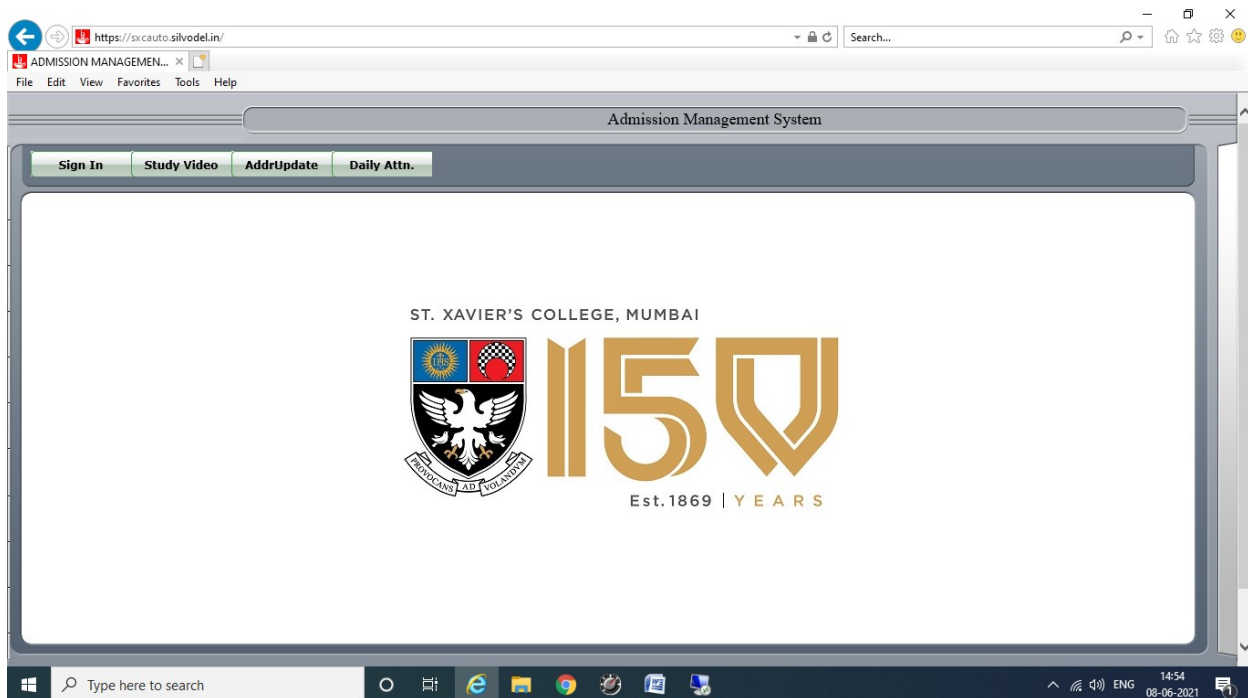 https://sxcauto.silvodel.in/
Search...
ADMISSION MANAGEMEN...
File Edit View Favorites Tools Help
Admission Management System
Sign In Study Video AddrUpdate Daily Attn.
ST. XAVIER'S COLLEGE, MUMBAI
IHS
150
PROVOCANS AD VOLANDVM
Est.1869 | YEARS
Type here to search
ENG
14:54
08-06-2021
1